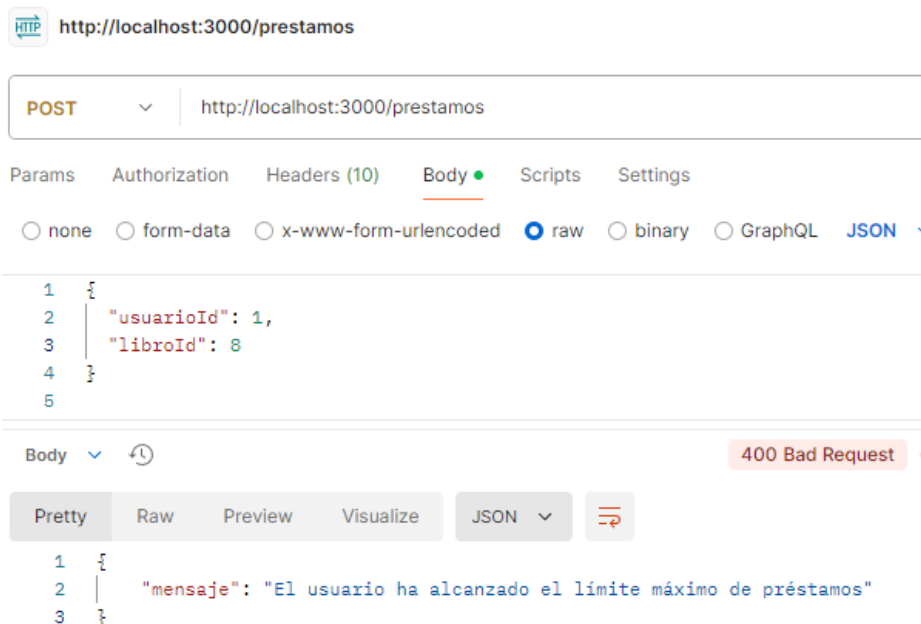 HTTP http://localhost:3000/prestamos
POST http://localhost:3000/prestamos
Params Authorization Headers (10) Body Scripts Settings
none form-data x-www-form-urlencoded raw binary GraphQL JSON
1 {
2 "usuarioId": 1,
3 "libroId": 8
4 }
5
Body 400 Bad Request
Pretty Raw Preview Visualize JSON
1 {
2 "mensaje": "El usuario ha alcanzado el límite máximo de préstamos"
3 }